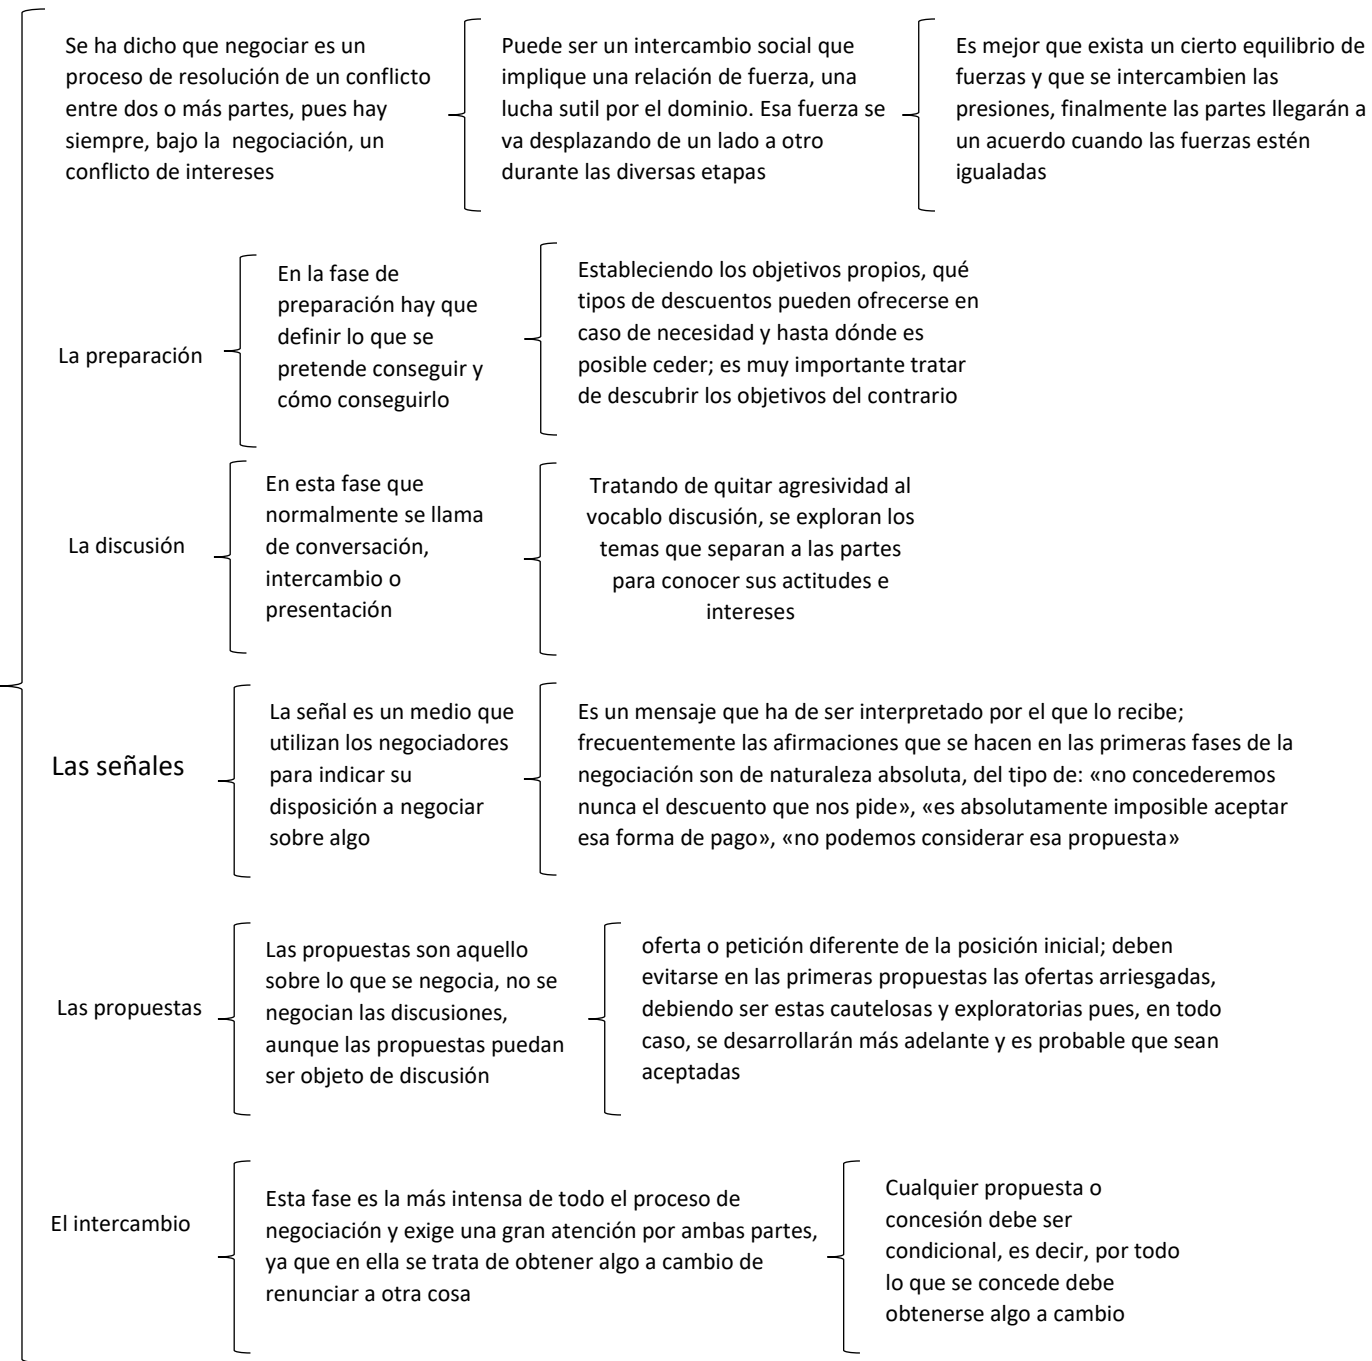 Se ha dicho que negociar es un
proceso de resolución de un conflicto
entre dos o más partes, pues hay
siempre, bajo la negociación, un
conflicto de intereses
Puede ser un intercambio social que
implique una relación de fuerza, una
lucha sutil por el dominio. Esa fuerza se
va desplazando de un lado a otro
durante las diversas etapas
Es mejor que exista un cierto equilibrio de
fuerzas y que se intercambien las
presiones, finalmente las partes llegarán a
un acuerdo cuando las fuerzas estén
igualadas
La preparación
En la fase de
preparación hay que
definir lo que se
pretende conseguir y
cómo conseguirlo
Estableciendo los objetivos propios, qué
tipos de descuentos pueden ofrecerse en
caso de necesidad y hasta dónde es
posible ceder; es muy importante tratar
de descubrir los objetivos del contrario
La discusión
En esta fase que
normalmente se llama
de conversación,
intercambio o
presentación
Tratando de quitar agresividad al
vocablo discusión, se exploran los
temas que separan a las partes
para conocer sus actitudes e
intereses
Las señales
La señal es un medio que
utilizan los negociadores
para indicar su
disposición a negociar
sobre algo
Es un mensaje que ha de ser interpretado por el que lo recibe;
frecuentemente las afirmaciones que se hacen en las primeras fases de la
negociación son de naturaleza absoluta, del tipo de: «no concederemos
nunca el descuento que nos pide», «es absolutamente imposible aceptar
esa forma de pago», «no podemos considerar esa propuesta»
Las propuestas
Las propuestas son aquello
sobre lo que se negocia, no se
negocian las discusiones,
aunque las propuestas puedan
ser objeto de discusión
oferta o petición diferente de la posición inicial; deben
evitarse en las primeras propuestas las ofertas arriesgadas,
debiendo ser estas cautelosas y exploratorias pues, en todo
caso, se desarrollarán más adelante y es probable que sean
aceptadas
El intercambio
Esta fase es la más intensa de todo el proceso de
negociación y exige una gran atención por ambas partes,
ya que en ella se trata de obtener algo a cambio de
renunciar a otra cosa
Cualquier propuesta o
concesión debe ser
condicional, es decir, por todo
lo que se concede debe
obtenerse algo a cambio